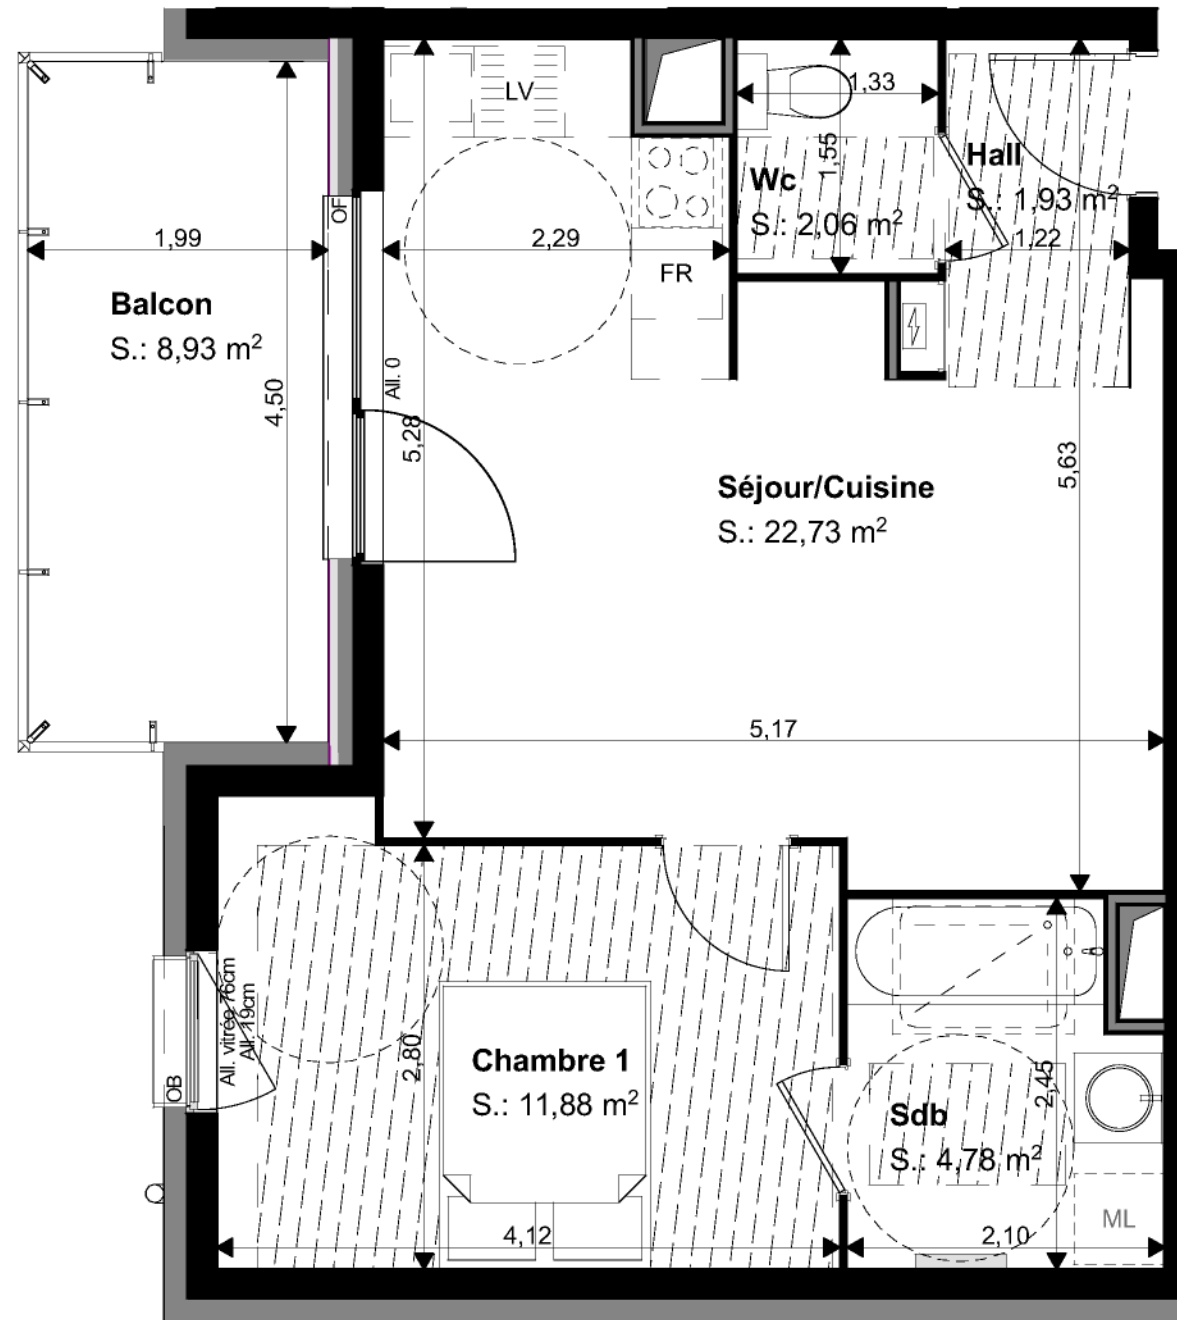 LV
1,33
1,55
Wc
S.: 2,06 m²
Hall
S.: 1,93 m²
1,22
OF
1,99
2,29
FR
Balcon
S.: 8,93 m²
4,50
All. 0
5,28
5,63
Séjour/Cuisine
S.: 22,73 m²
5,17
All. vitrée 76cm
All. 19cm
OB
2,80
Chambre 1
S.: 11,88 m²
2,45
Sdb
S.: 4,78 m²
ML
4,12
2,10